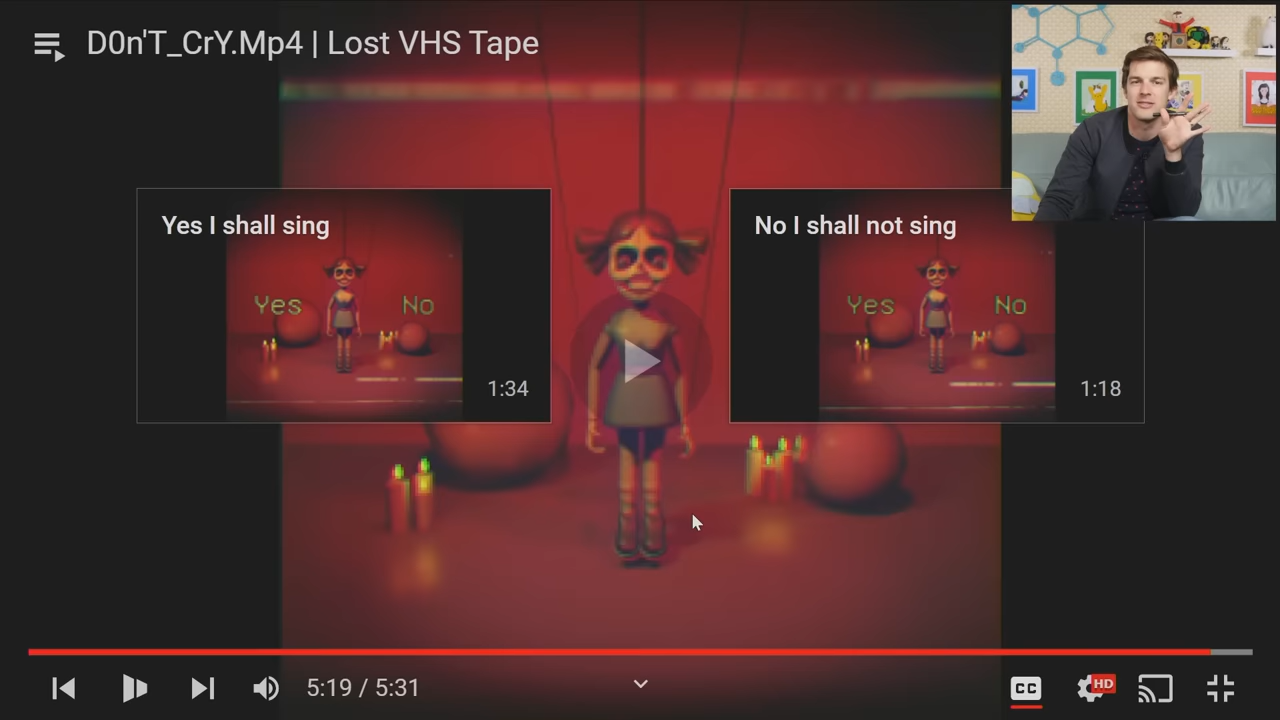 D0n'T_CrY.Mp4 | Lost VHS Tape
Yes I shall sing
No I shall not sing
Yes No
Yes No
1:34
1:18
5:19 / 5:31
CC
HD